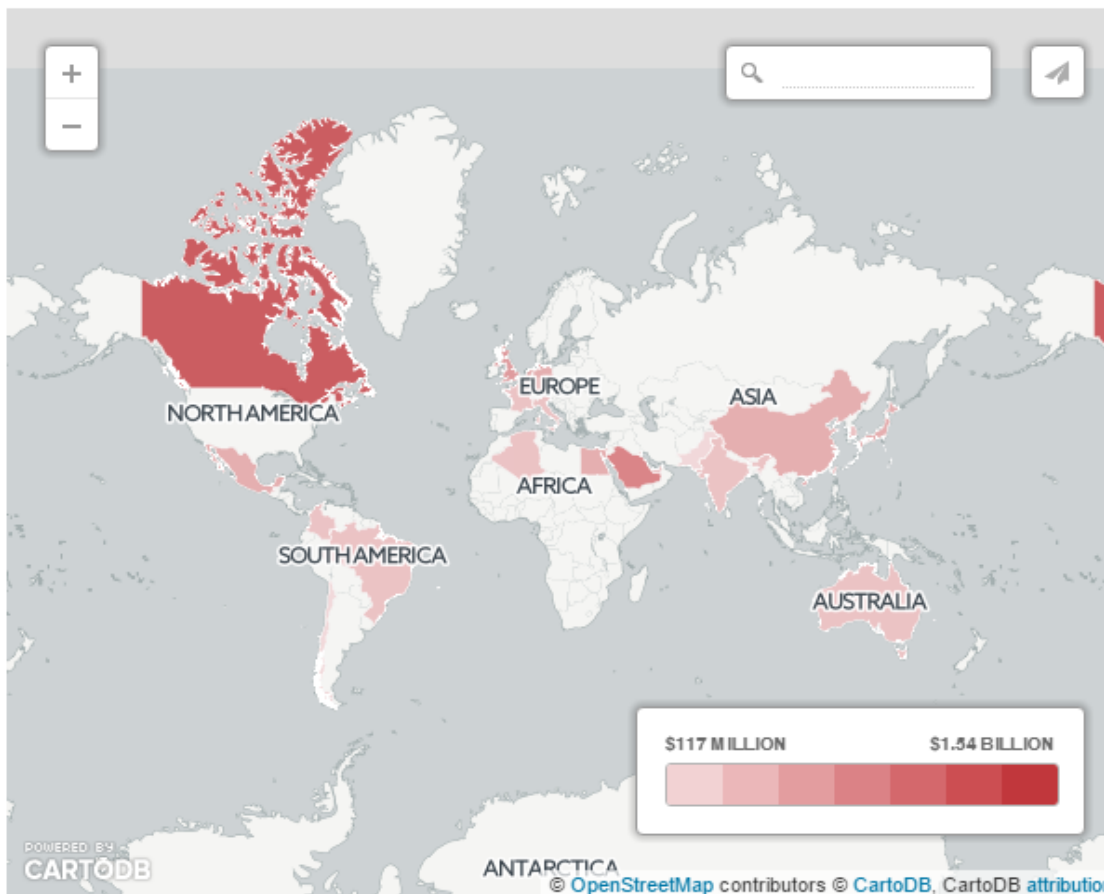 +
−
NORTH AMERICA
EUROPE
ASIA
AFRICA
SOUTH AMERICA
AUSTRALIA
$117 MILLION $1.54 BILLION
POWERED BY
CARTODB
ANTARCTICA
© OpenStreetMap contributors © CartoDB, CartoDB attribution